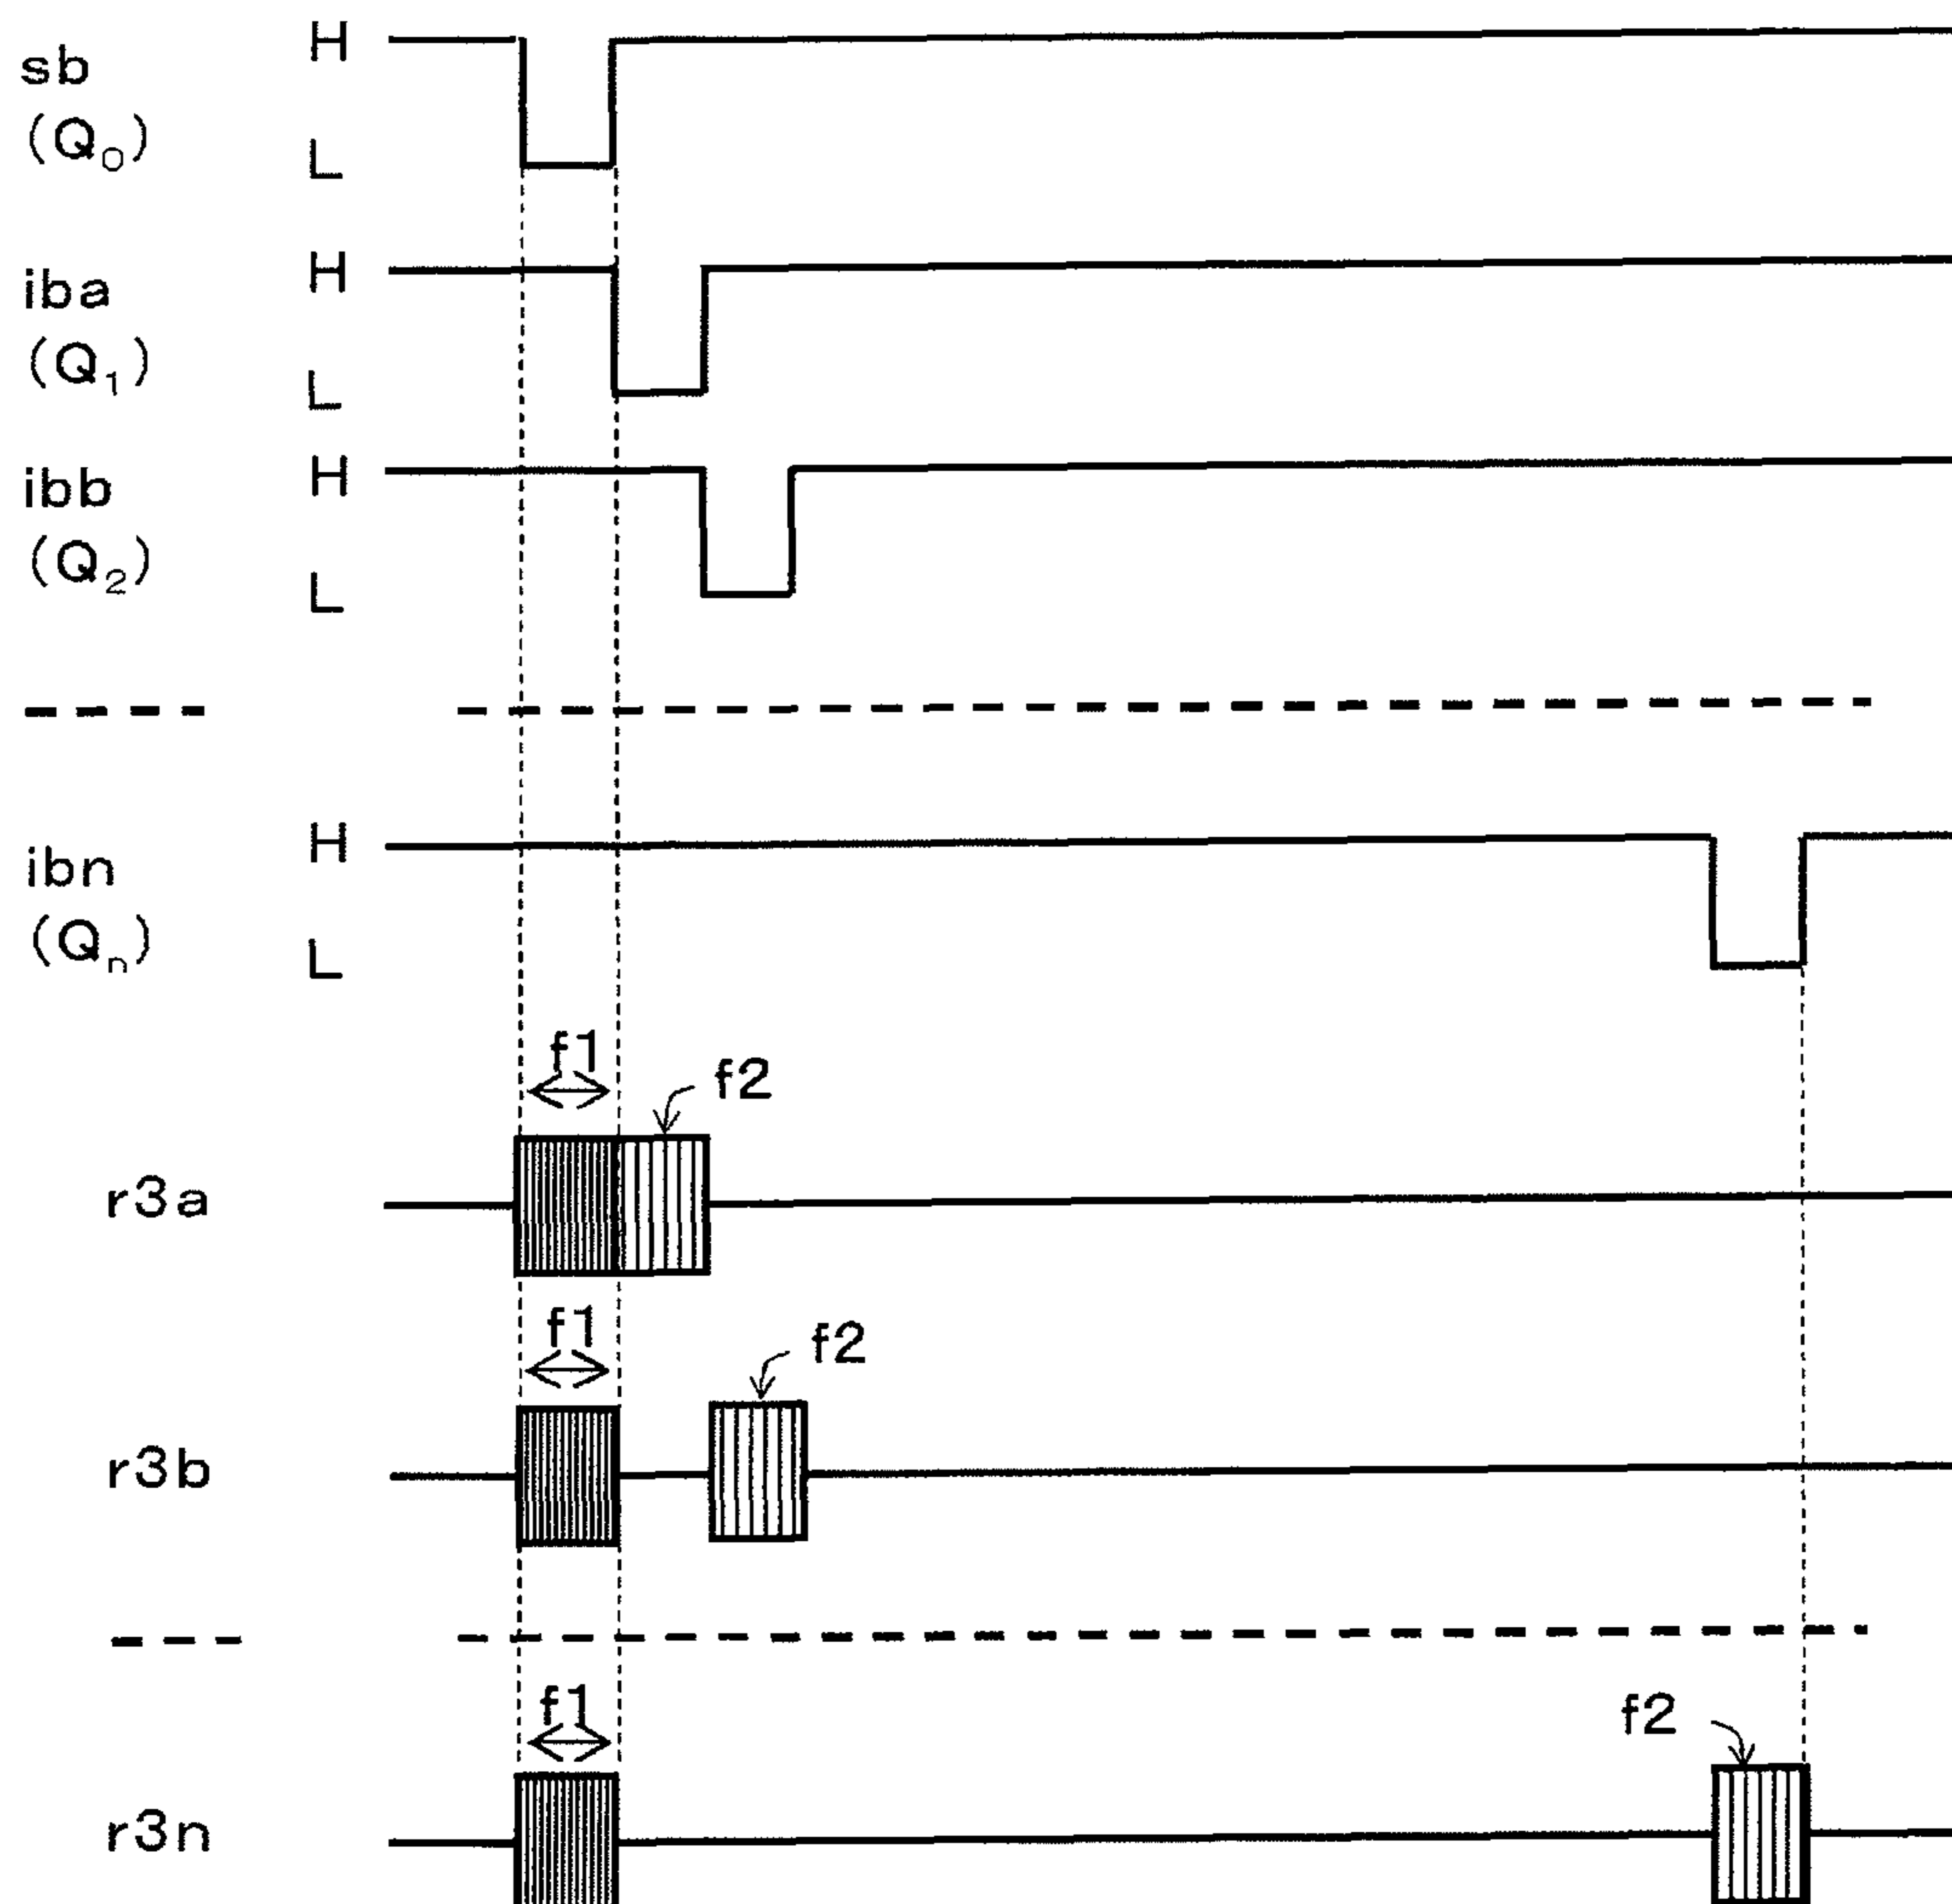 sb H
(Q₀) L
iba H
(Q₁) L
ibb H
(Q₂) L
ibn H
(Qₙ) L
f1 f2
r3a
f1 f2
r3b
f1 f2
r3n